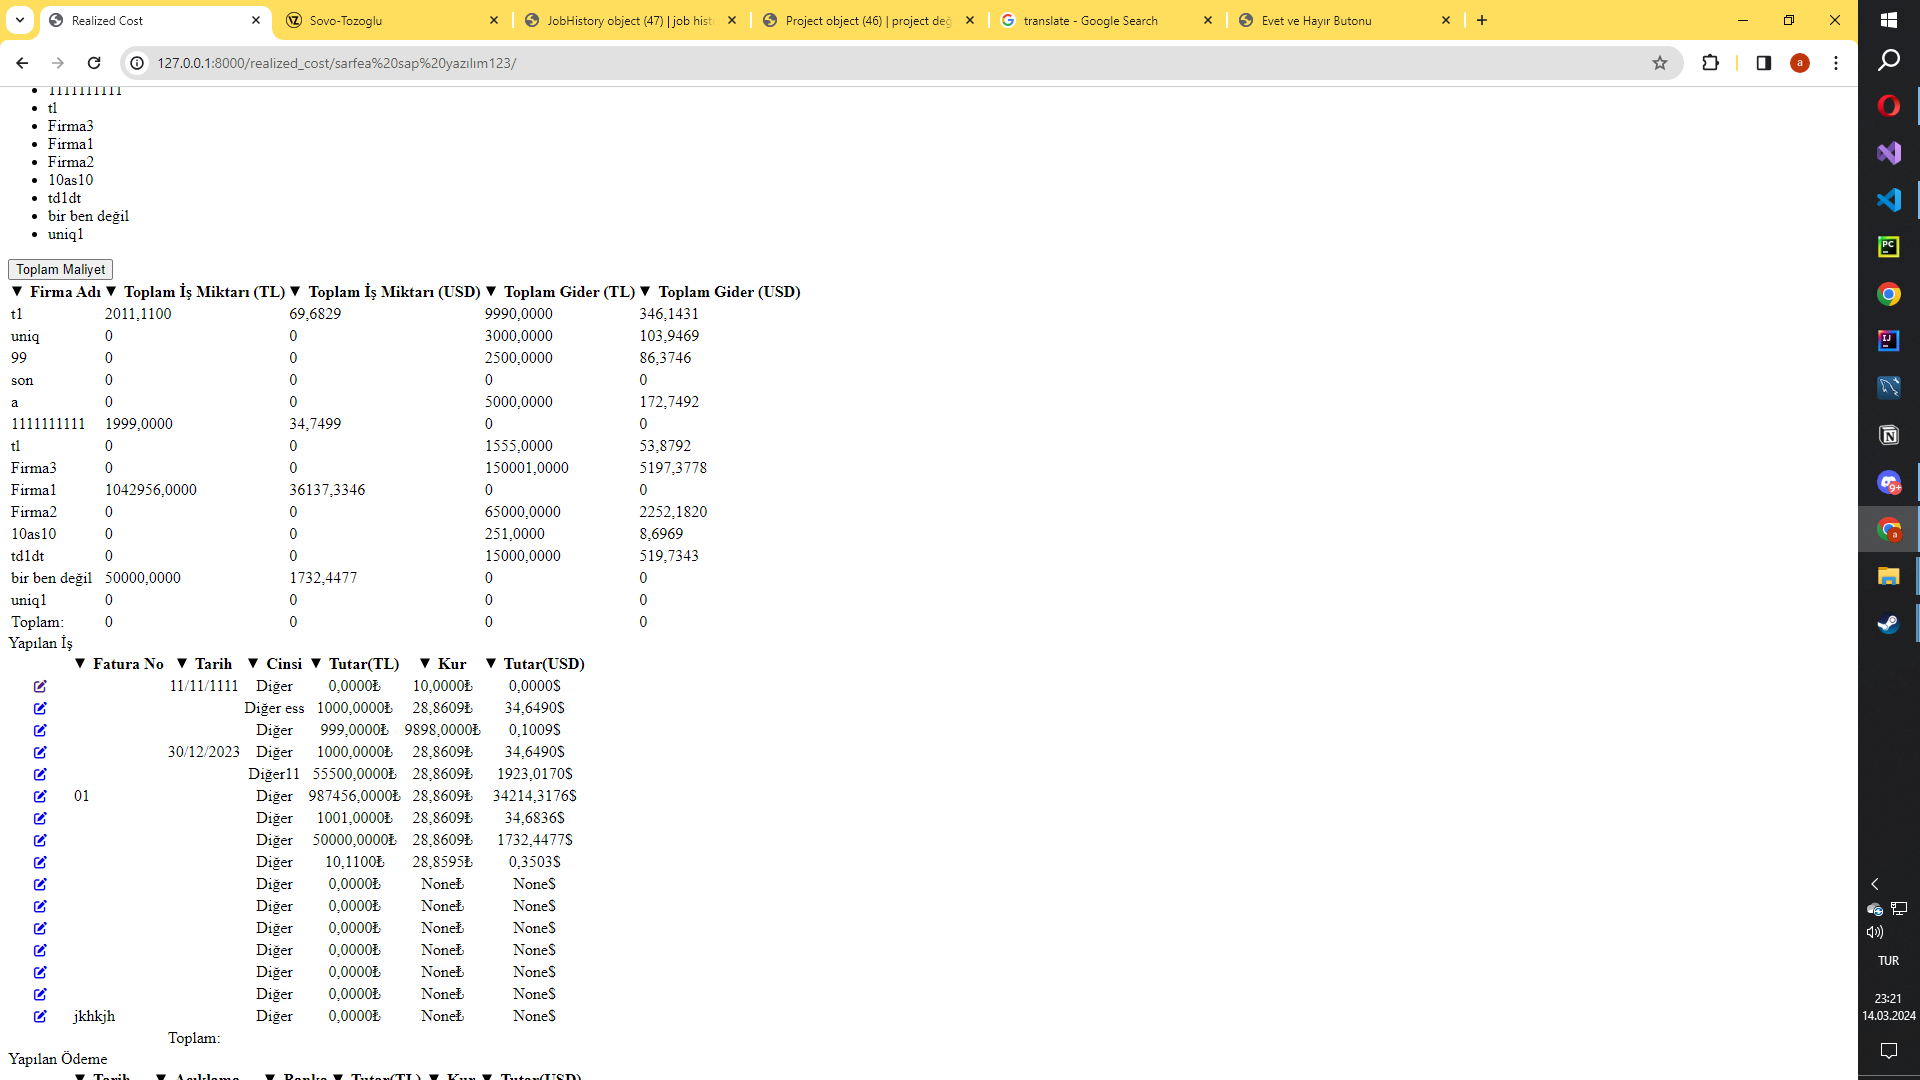 Realized Cost
Sovo-Tozoglu
JobHistory object (47) | job hist
Project object (46) | project değ
translate - Google Search
Evet ve Hayır Butonu
127.0.0.1:8000/realized_cost/sarfea%20sap%20yazılım123/
a
1111111111
tl
Firma3
Firma1
Firma2
10as10
td1dt
bir ben değil
uniq1
Toplam Maliyet
▼ Firma Adı ▼ Toplam İş Miktarı (TL) ▼ Toplam İş Miktarı (USD) ▼ Toplam Gider (TL) ▼ Toplam Gider (USD)
t1 2011,1100 69,6829 9990,0000 346,1431
uniq 0 0 3000,0000 103,9469
99 0 0 2500,0000 86,3746
son 0 0 0 0
a 0 0 5000,0000 172,7492
1111111111 1999,0000 34,7499 0 0
tl 0 0 1555,0000 53,8792
Firma3 0 0 150001,0000 5197,3778
Firma1 1042956,0000 36137,3346 0 0
Firma2 0 0 65000,0000 2252,1820
10as10 0 0 251,0000 8,6969
td1dt 0 0 15000,0000 519,7343
bir ben değil 50000,0000 1732,4477 0 0
uniq1 0 0 0 0
Toplam: 0 0 0 0
Yapılan İş
▼ Fatura No ▼ Tarih ▼ Cinsi ▼ Tutar(TL) ▼ Kur ▼ Tutar(USD)
11/11/1111 Diğer 0,0000₺ 10,0000₺ 0,0000$
Diğer ess 1000,0000₺ 28,8609₺ 34,6490$
Diğer 999,0000₺ 9898,0000₺ 0,1009$
30/12/2023 Diğer 1000,0000₺ 28,8609₺ 34,6490$
Diğer11 55500,0000₺ 28,8609₺ 1923,0170$
01 Diğer 987456,0000₺ 28,8609₺ 34214,3176$
Diğer 1001,0000₺ 28,8609₺ 34,6836$
Diğer 50000,0000₺ 28,8609₺ 1732,4477$
Diğer 10,1100₺ 28,8595₺ 0,3503$
Diğer 0,0000₺ None₺ None$
Diğer 0,0000₺ None₺ None$
Diğer 0,0000₺ None₺ None$
Diğer 0,0000₺ None₺ None$
Diğer 0,0000₺ None₺ None$
Diğer 0,0000₺ None₺ None$
jkhkjh Diğer 0,0000₺ None₺ None$
Toplam:
Yapılan Ödeme
▼ Tarih ▼ Açıklama ▼ Banka ▼ Tutar(TL) ▼ Kur ▼ Tutar(USD)
PC
IJ
9+
a
TUR
23:21
14.03.2024